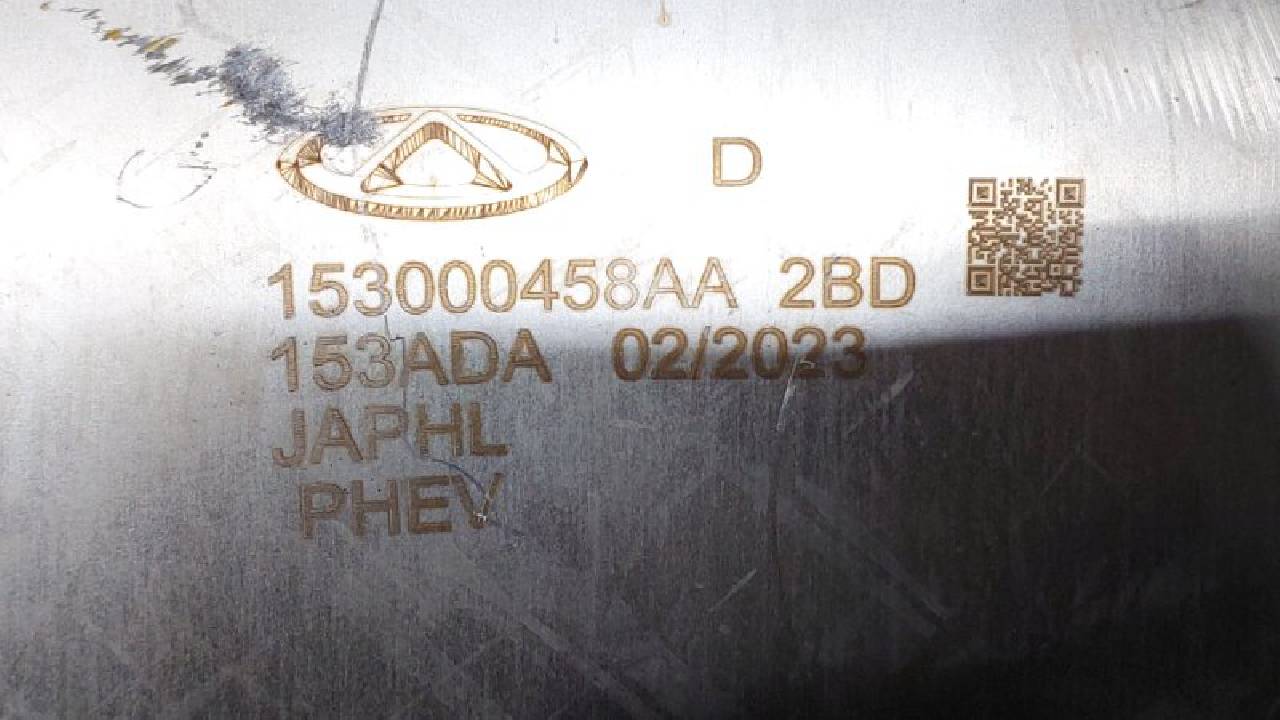 D
153000458AA 2BD
153ADA 02/2023
JAPHL
PHEV